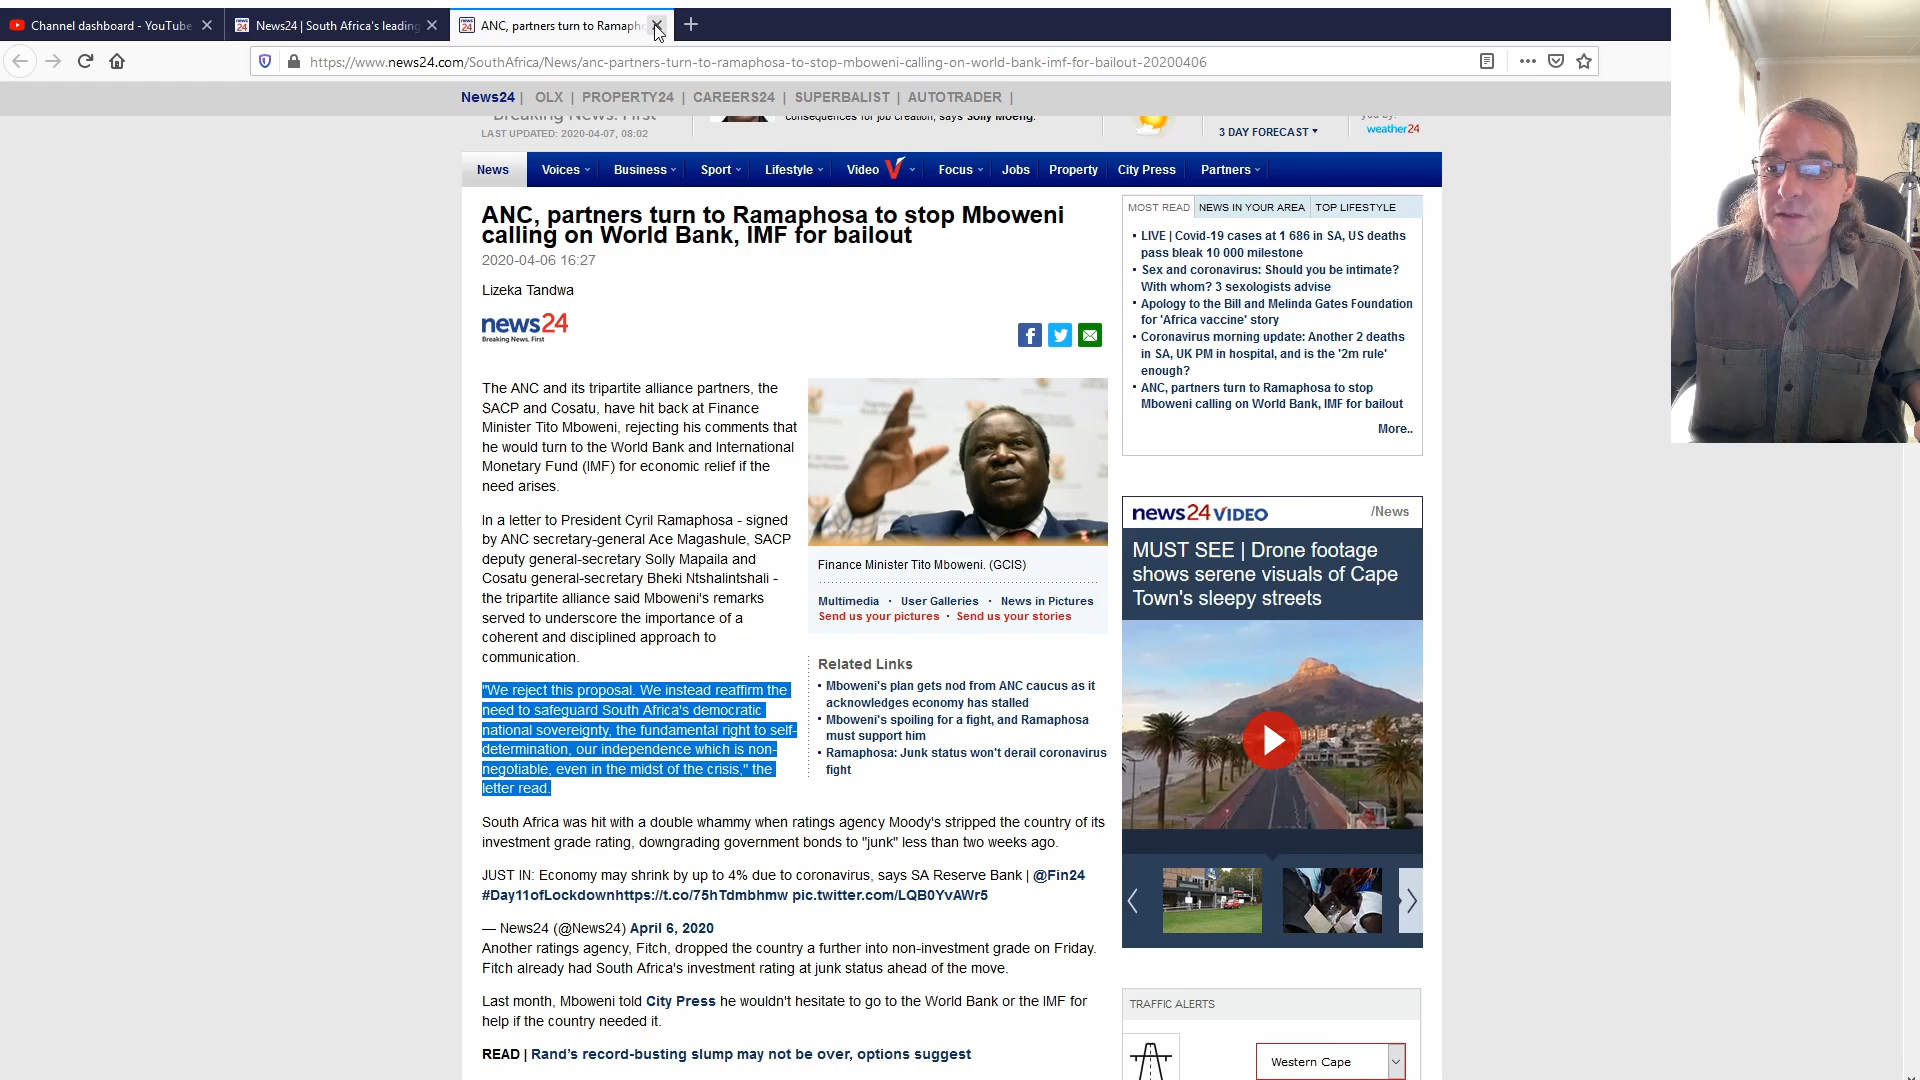 Channel dashboard - YouTube
News24 | South Africa's leading
ANC, partners turn to Ramapho
https://www.news24.com/SouthAfrica/News/anc-partners-turn-to-ramaphosa-to-stop-mboweni-calling-on-world-bank-imf-for-bailout-20200406
News24 | OLX | PROPERTY24 | CAREERS24 | SUPERBALIST | AUTOTRADER |
Breaking News. First
consequences for job creation, says Solly Moeng.
LAST UPDATED: 2020-04-07, 08:02
3 DAY FORECAST
you by:
weather24
News Voices Business Sport Lifestyle Video Focus Jobs Property City Press Partners
ANC, partners turn to Ramaphosa to stop Mboweni
calling on World Bank, IMF for bailout
2020-04-06 16:27
Lizeka Tandwa
news24
Breaking News. First
The ANC and its tripartite alliance partners, the
SACP and Cosatu, have hit back at Finance
Minister Tito Mboweni, rejecting his comments that
he would turn to the World Bank and International
Monetary Fund (IMF) for economic relief if the
need arises.
In a letter to President Cyril Ramaphosa - signed
by ANC secretary-general Ace Magashule, SACP
deputy general-secretary Solly Mapaila and
Cosatu general-secretary Bheki Ntshalintshali -
the tripartite alliance said Mboweni's remarks
served to underscore the importance of a
coherent and disciplined approach to
communication.
"We reject this proposal. We instead reaffirm the
need to safeguard South Africa's democratic
national sovereignty, the fundamental right to self-
determination, our independence which is non-
negotiable, even in the midst of the crisis," the
letter read.
Finance Minister Tito Mboweni. (GCIS)
Multimedia · User Galleries · News in Pictures
Send us your pictures · Send us your stories
Related Links
• Mboweni's plan gets nod from ANC caucus as it
acknowledges economy has stalled
• Mboweni's spoiling for a fight, and Ramaphosa
must support him
• Ramaphosa: Junk status won't derail coronavirus
fight
South Africa was hit with a double whammy when ratings agency Moody's stripped the country of its
investment grade rating, downgrading government bonds to "junk" less than two weeks ago.
JUST IN: Economy may shrink by up to 4% due to coronavirus, says SA Reserve Bank | @Fin24
#Day11ofLockdownhttps://t.co/75hTdmbhmw pic.twitter.com/LQB0YvAWr5
— News24 (@News24) April 6, 2020
Another ratings agency, Fitch, dropped the country a further into non-investment grade on Friday.
Fitch already had South Africa's investment rating at junk status ahead of the move.
Last month, Mboweni told City Press he wouldn't hesitate to go to the World Bank or the IMF for
help if the country needed it.
READ | Rand's record-busting slump may not be over, options suggest
MOST READ NEWS IN YOUR AREA TOP LIFESTYLE
• LIVE | Covid-19 cases at 1 686 in SA, US deaths
pass bleak 10 000 milestone
• Sex and coronavirus: Should you be intimate?
With whom? 3 sexologists advise
• Apology to the Bill and Melinda Gates Foundation
for 'Africa vaccine' story
• Coronavirus morning update: Another 2 deaths
in SA, UK PM in hospital, and is the '2m rule'
enough?
• ANC, partners turn to Ramaphosa to stop
Mboweni calling on World Bank, IMF for bailout
More..
news24 VIDEO /News
MUST SEE | Drone footage
shows serene visuals of Cape
Town's sleepy streets
TRAFFIC ALERTS
Western Cape